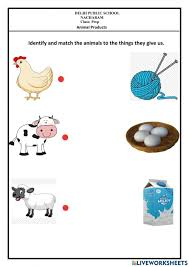 DELHI PUBLIC SCHOOL
NACHARAM
Class- Prep
Animal Products
Identify and match the animals to the things they give us.
LIVEWORKSHEETS